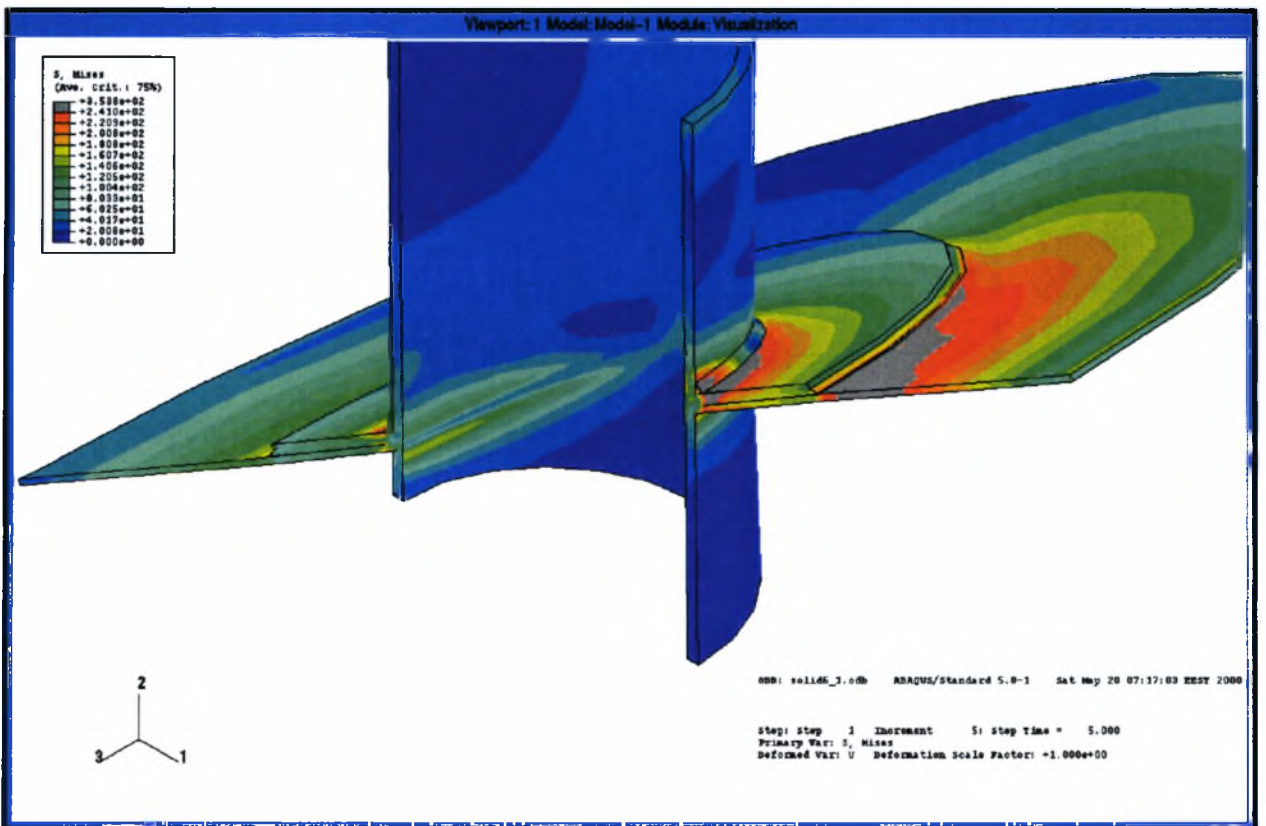 Viewport: 1 Model: Model-1 Module: Visualization
S, Mises
(Ave. Crit.: 75%)
+3.588e+02
+2.410e+02
+2.209e+02
+2.008e+02
+1.808e+02
+1.607e+02
+1.406e+02
+1.205e+02
+1.004e+02
+8.033e+01
+6.025e+01
+4.017e+01
+2.008e+01
+0.000e+00
2
3 1
ODB: solid6_3.odb ABAQUS/Standard 5.8-1 Sat May 20 07:17:03 EEST 2000
Step: Step 1 Increment 5: Step Time = 5.000
Primary Var: S, Mises
Deformed Var: U Deformation Scale Factor: +1.000e+00